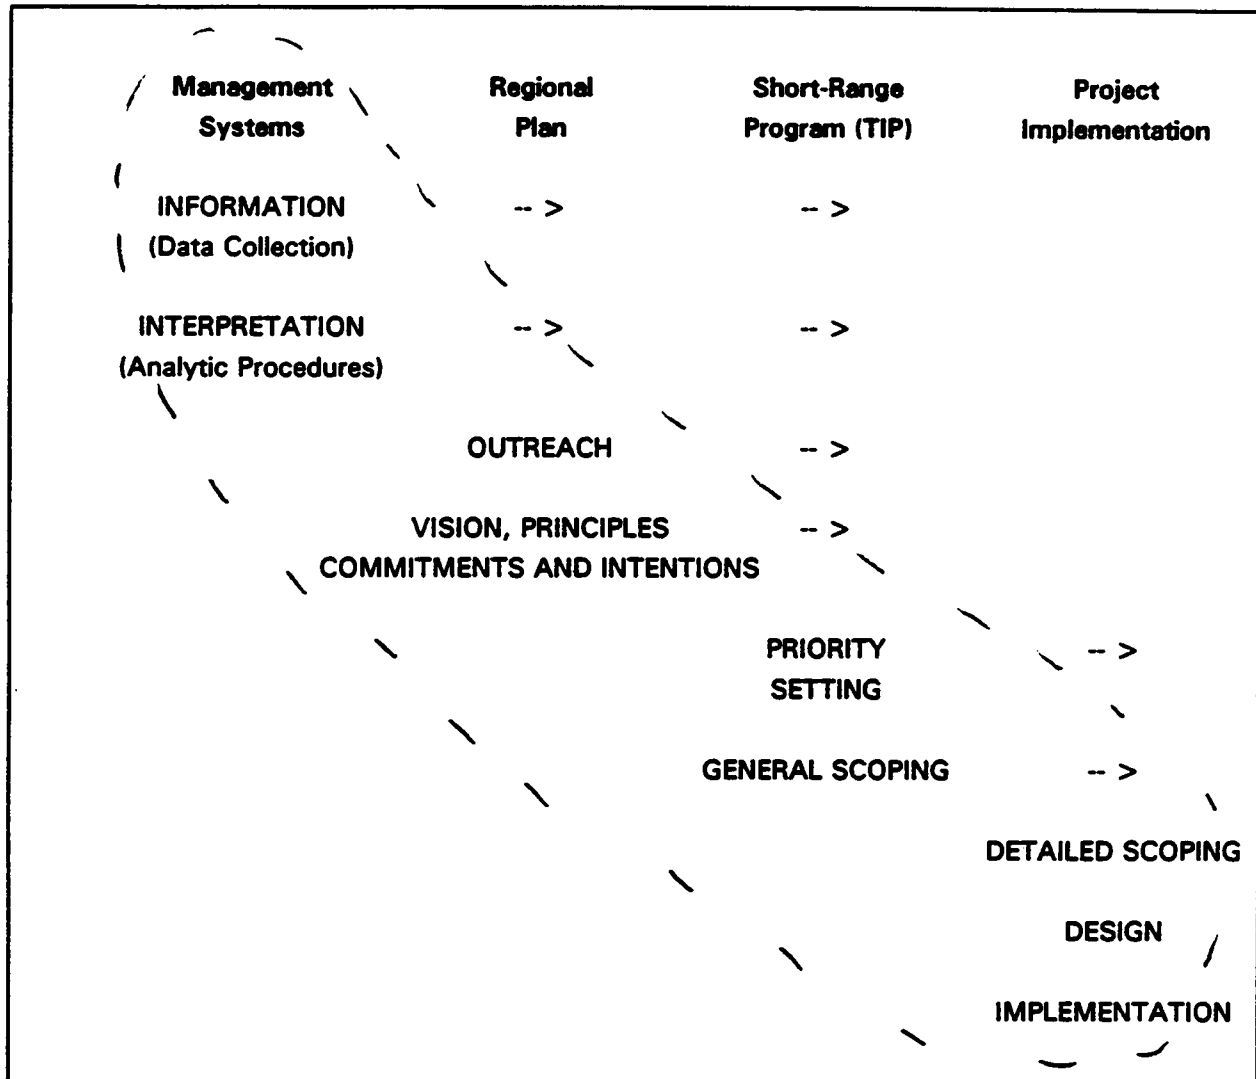 Management Regional Short-Range Project
Systems Plan Program (TIP) Implementation
INFORMATION -- > -- >
(Data Collection)
INTERPRETATION -- > -- >
(Analytic Procedures)
OUTREACH -- >
VISION, PRINCIPLES -- >
COMMITMENTS AND INTENTIONS
PRIORITY -- >
SETTING
GENERAL SCOPING -- >
DETAILED SCOPING
DESIGN
IMPLEMENTATION